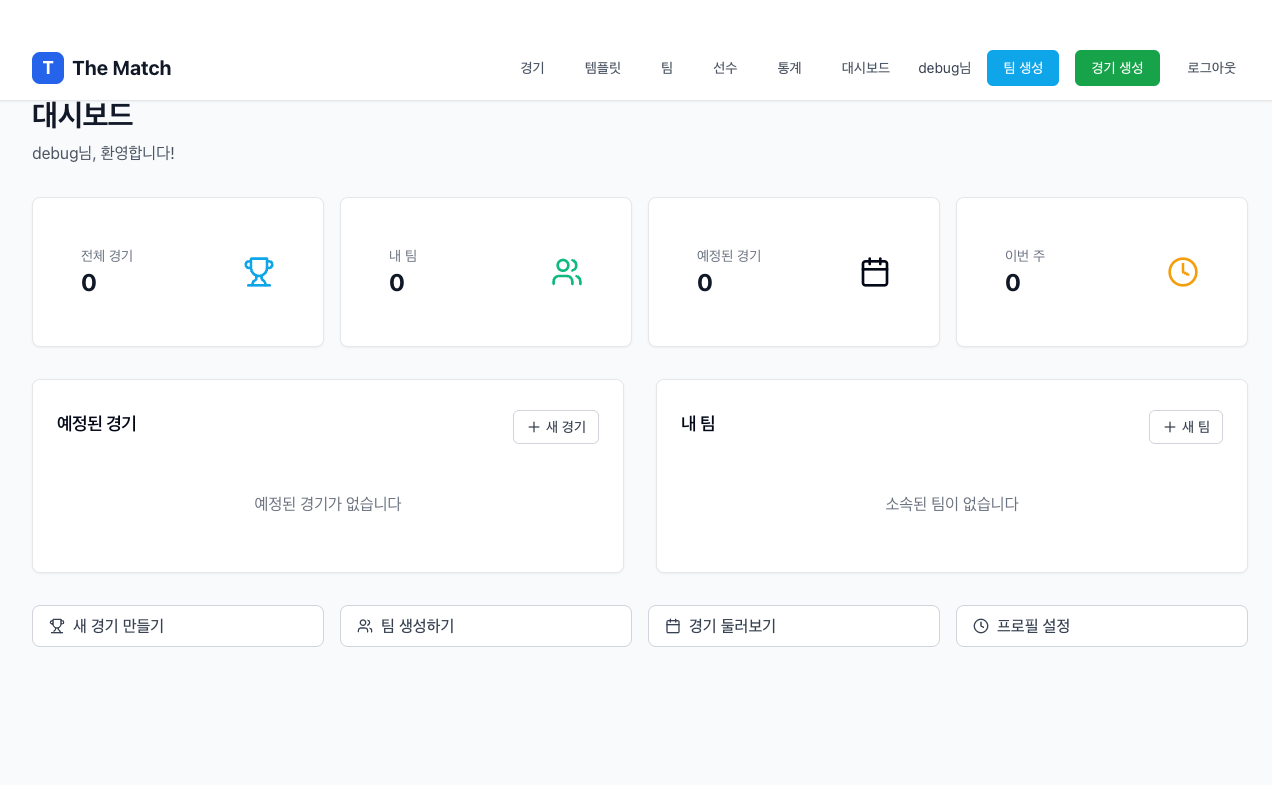 T The Match 경기 템플릿 팀 선수 통계 대시보드 debug님 팀 생성 경기 생성 로그아웃
대시보드
debug님, 환영합니다!
전체 경기
0
내 팀
0
예정된 경기
0
이번 주
0
예정된 경기
새 경기
예정된 경기가 없습니다
내 팀
새 팀
소속된 팀이 없습니다
새 경기 만들기
팀 생성하기
경기 둘러보기
프로필 설정